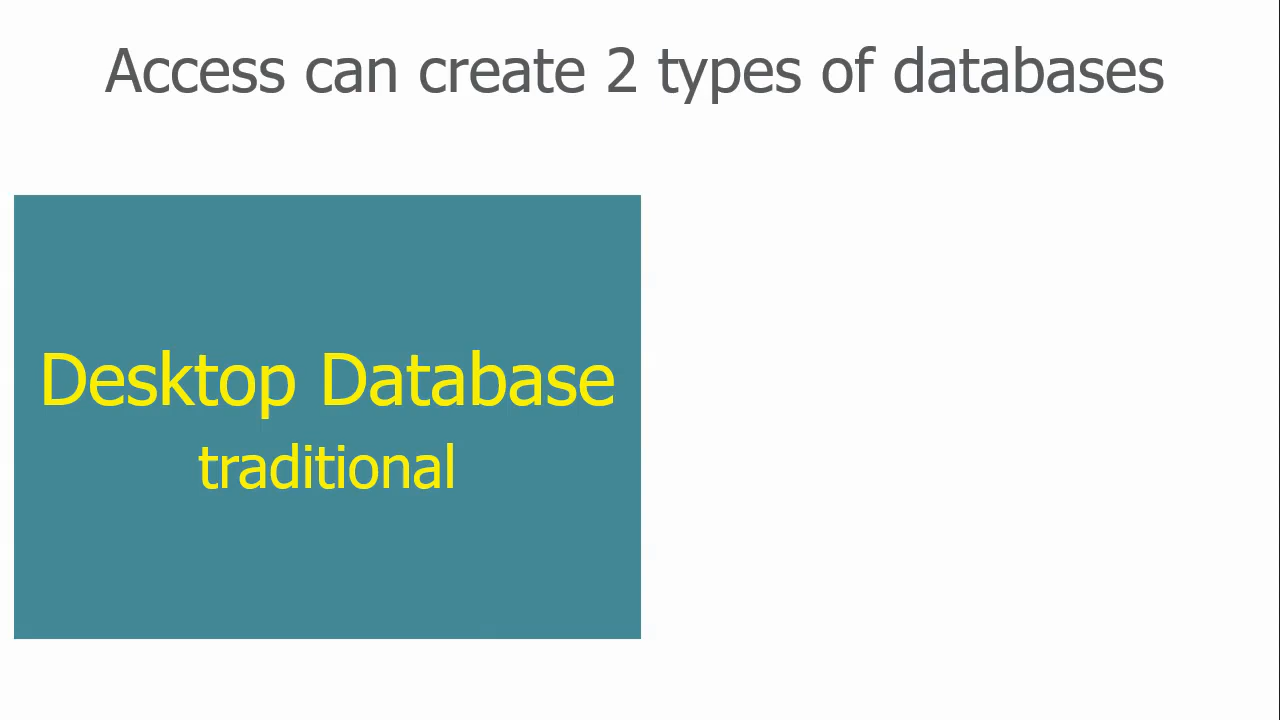 Access can create 2 types of databases
Desktop Database
traditional